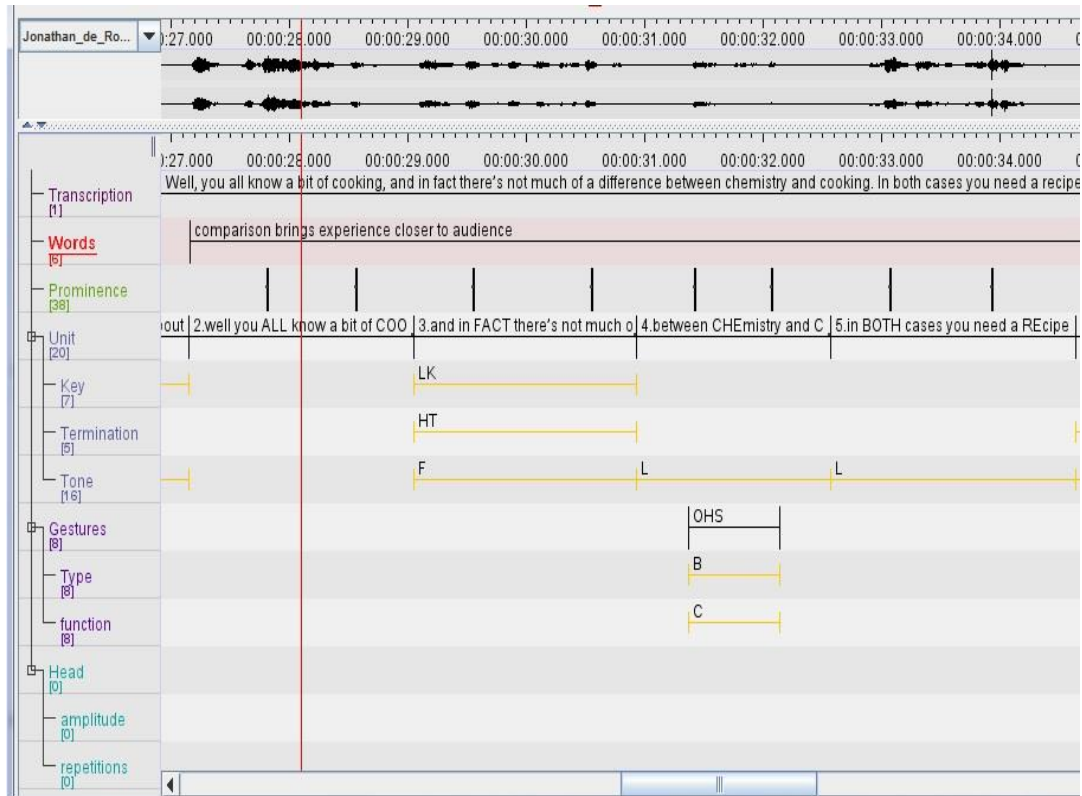 Jonathan_de_Ro... ):27.000 00:00:28.000 00:00:29.000 00:00:30.000 00:00:31.000 00:00:32.000 00:00:33.000 00:00:34.000
):27.000 00:00:28.000 00:00:29.000 00:00:30.000 00:00:31.000 00:00:32.000 00:00:33.000 00:00:34.000
Transcription Well, you all know a bit of cooking, and in fact there's not much of a difference between chemistry and cooking. In both cases you need a recipe
[1]
Words comparison brings experience closer to audience
[6]
Prominence
[38]
Unit out 2.well you ALL know a bit of COO 3.and in FACT there's not much o 4.between CHEmistry and C 5.in BOTH cases you need a REcipe
[20]
Key LK
[7]
Termination HT
[5]
Tone F L L
[16]
Gestures OHS
[8]
Type B
[8]
function C
[8]
Head
[0]
amplitude
[0]
repetitions
[0]